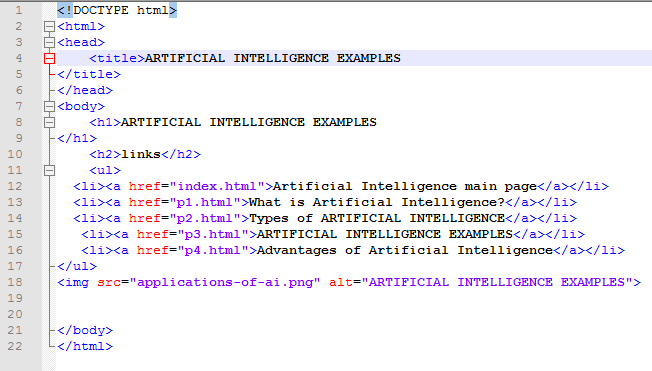 1 <!DOCTYPE html>
2 <html>
3 <head>
4 <title>ARTIFICIAL INTELLIGENCE EXAMPLES
5 </title>
6 </head>
7 <body>
8 <h1>ARTIFICIAL INTELLIGENCE EXAMPLES
9 </h1>
10 <h2>links</h2>
11 <ul>
12 <li><a href="index.html">Artificial Intelligence main page</a></li>
13 <li><a href="p1.html">What is Artificial Intelligence?</a></li>
14 <li><a href="p2.html">Types of ARTIFICIAL INTELLIGENCE</a></li>
15 <li><a href="p3.html">ARTIFICIAL INTELLIGENCE EXAMPLES</a></li>
16 <li><a href="p4.html">Advantages of Artificial Intelligence</a></li>
17 </ul>
18 <img src="applications-of-ai.png" alt="ARTIFICIAL INTELLIGENCE EXAMPLES">
19
20
21 </body>
22 </html>